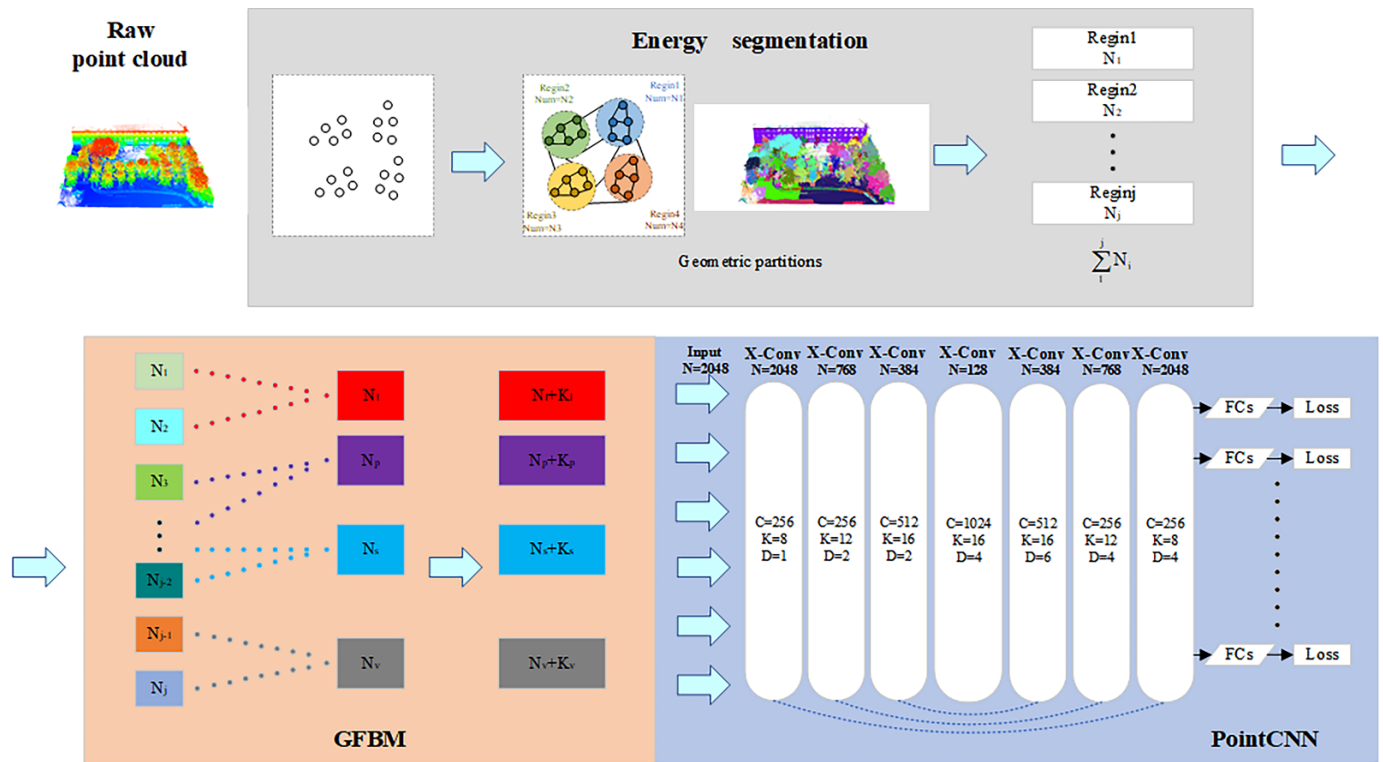 Raw
point cloud
Energy segmentation
Regin2
Num=N2
Regin1
Num=N1
Regin3
Num=N3
Regin4
Num=N4
Geometric partitions
Regin1
N₁
Regin2
N₂
Reginj
Nⱼ
j
∑Nᵢ
1
N₁
N₂
N₃
Nj-2
Nj-1
Nj
Np
Ns
Nv
Np+Kp
Ns+Ks
Nv+Kv
GFBM
Input
N=2048
X-Conv
N=2048
X-Conv
N=768
X-Conv
N=384
X-Conv
N=128
X-Conv
N=384
X-Conv
N=768
X-Conv
N=2048
C=256
K=8
D=1
C=256
K=12
D=2
C=512
K=16
D=2
C=1024
K=16
D=4
C=512
K=16
D=6
C=256
K=12
D=4
C=256
K=8
D=4
FCs
Loss
FCs
Loss
FCs
Loss
PointCNN